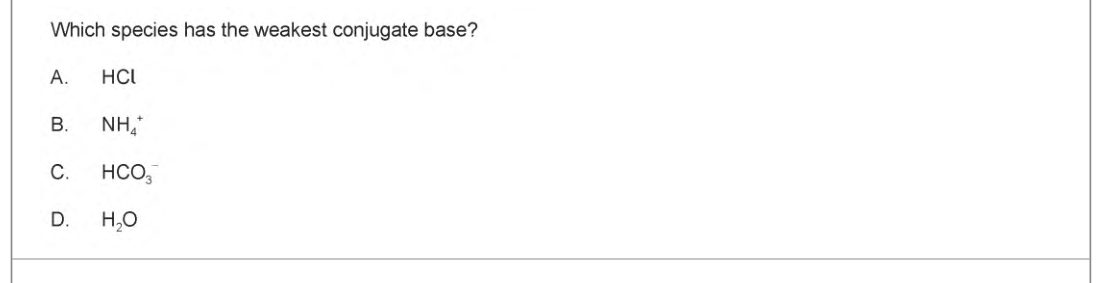 Which species has the weakest conjugate base?
A. HCl
B. NH₄⁺
C. HCO₃⁻
D. H₂O